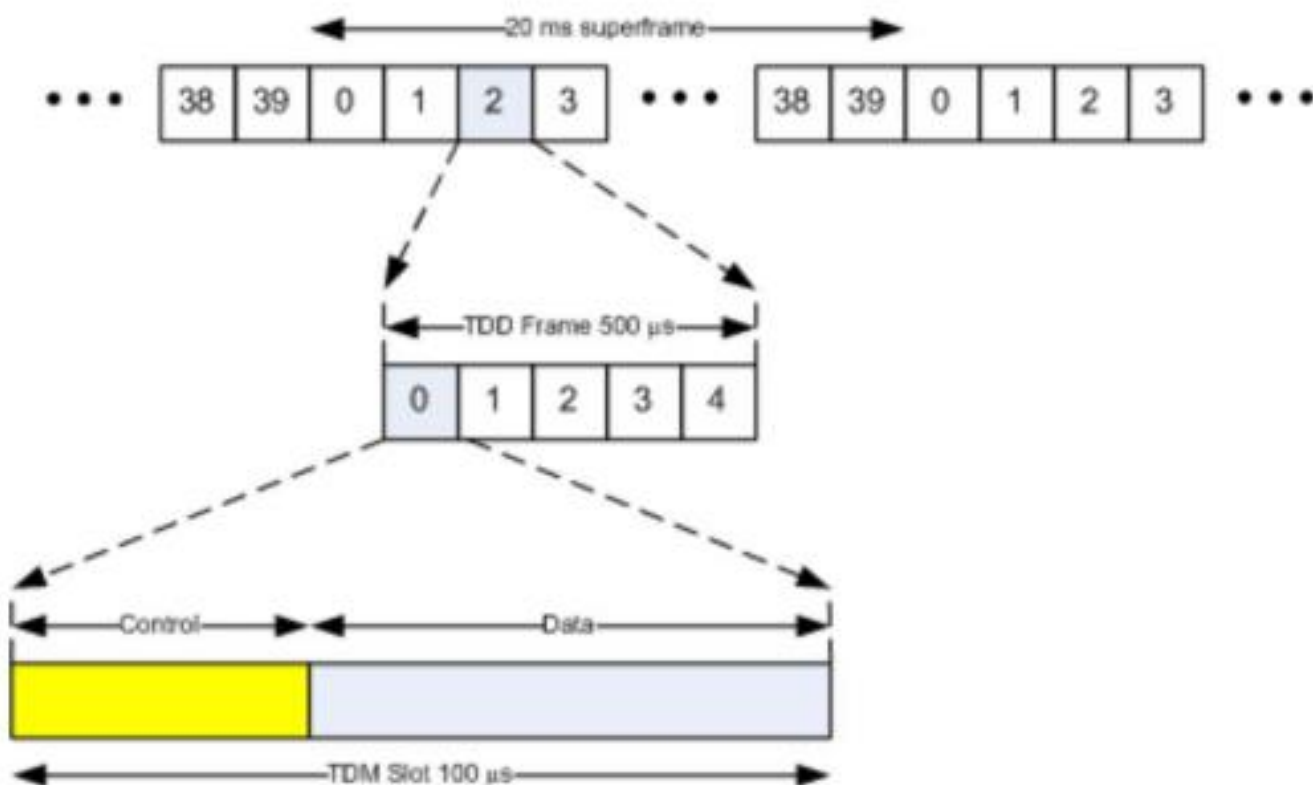 20 ms superframe
• • • 38 39 0 1 2 3 • • • 38 39 0 1 2 3 • • •
TDD Frame 500 µs
0 1 2 3 4
Control Data
TDM Slot 100 µs